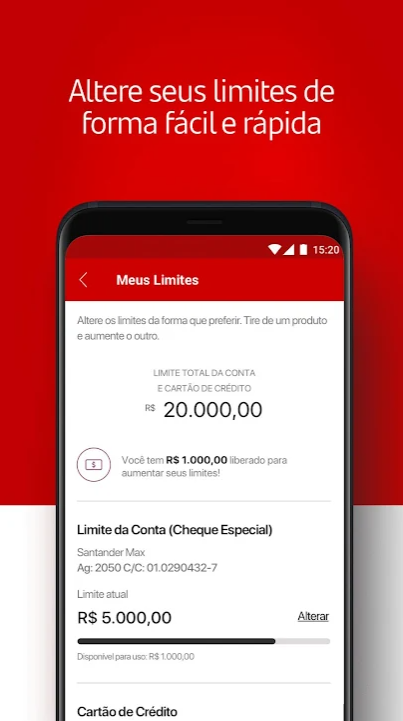 Altere seus limites de
forma fácil e rápida
15:20
Meus Limites
Altere os limites da forma que preferir. Tire de um produto
e aumente o outro.
LIMITE TOTAL DA CONTA
E CARTÃO DE CRÉDITO
R$ 20.000,00
Você tem R$ 1.000,00 liberado para
aumentar seus limites!
Limite da Conta (Cheque Especial)
Santander Max
Ag: 2050 C/C: 01.0290432-7
Limite atual
R$ 5.000,00 Alterar
Disponível para uso: R$ 1.000,00
Cartão de Crédito